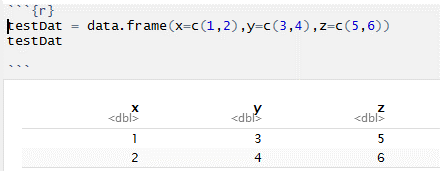 ```{r}
testDat = data.frame(x=c(1,2),y=c(3,4),z=c(5,6))
testDat
```
x y z
<dbl> <dbl> <dbl>
1 3 5
2 4 6